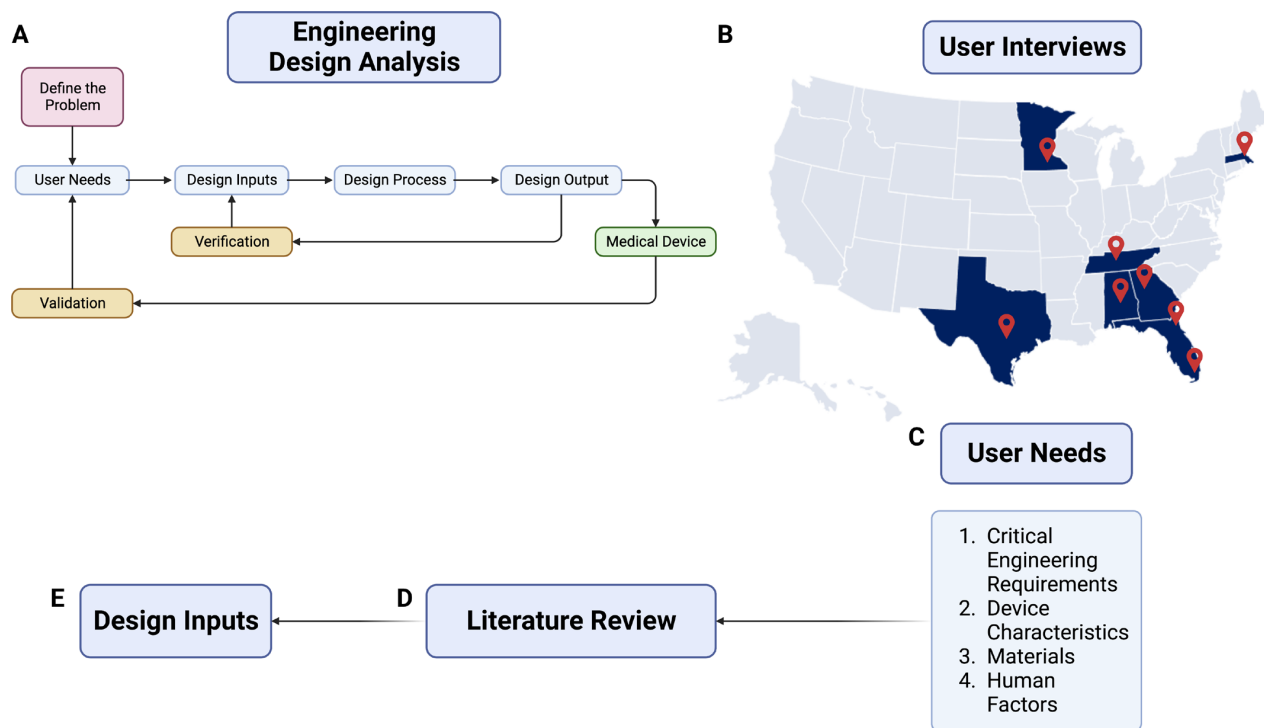 A
Engineering
Design Analysis
Define the
Problem
User Needs
Design Inputs
Design Process
Design Output
Verification
Medical Device
Validation
B
User Interviews
C
User Needs
1. Critical
Engineering
Requirements
2. Device
Characteristics
3. Materials
4. Human
Factors
D
Literature Review
E
Design Inputs